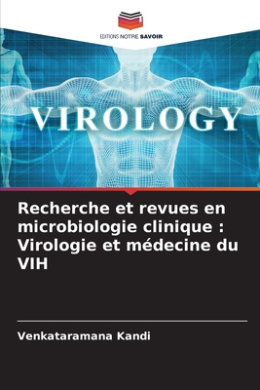 EDITIONS NOTRE SAVOIR
VIROLOGY
Recherche et revues en
microbiologie clinique :
Virologie et médecine du
VIH
Venkataramana Kandi